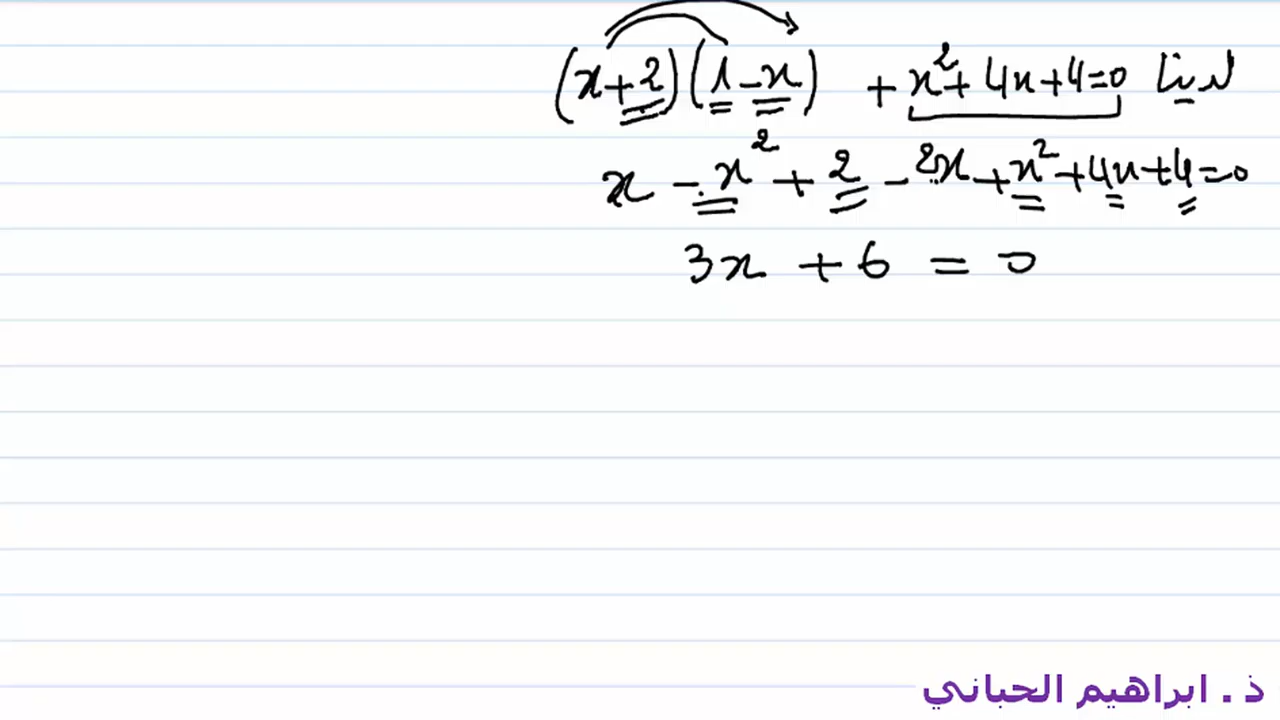 لدينا (x+2)(1-x) + x²+4x+4=0
x - x² + 2 - 2x + x² + 4x + 4 = 0
3x + 6 = 0
ذ . ابراهيم الحباني